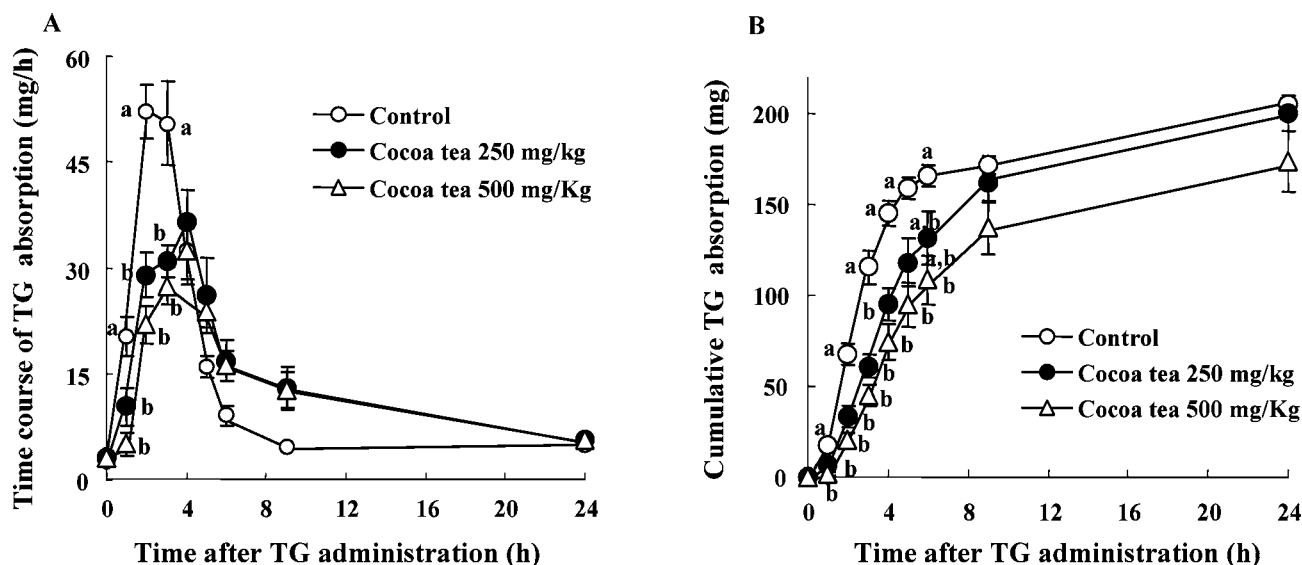 A
Time course of TG absorption (mg/h)
60
45
30
15
0
a
a
b
b
a
b
b
b
b
Control
Cocoa tea 250 mg/kg
Cocoa tea 500 mg/Kg
0 4 8 12 16 20 24
Time after TG administration (h)
B
Cumulative TG absorption (mg)
200
150
100
50
0
a
a
a
a
a
a
a,b
a,b
b
b
b
b
b
b
b
b
b
b
Control
Cocoa tea 250 mg/kg
Cocoa tea 500 mg/Kg
0 4 8 12 16 20 24
Time after TG administration (h)